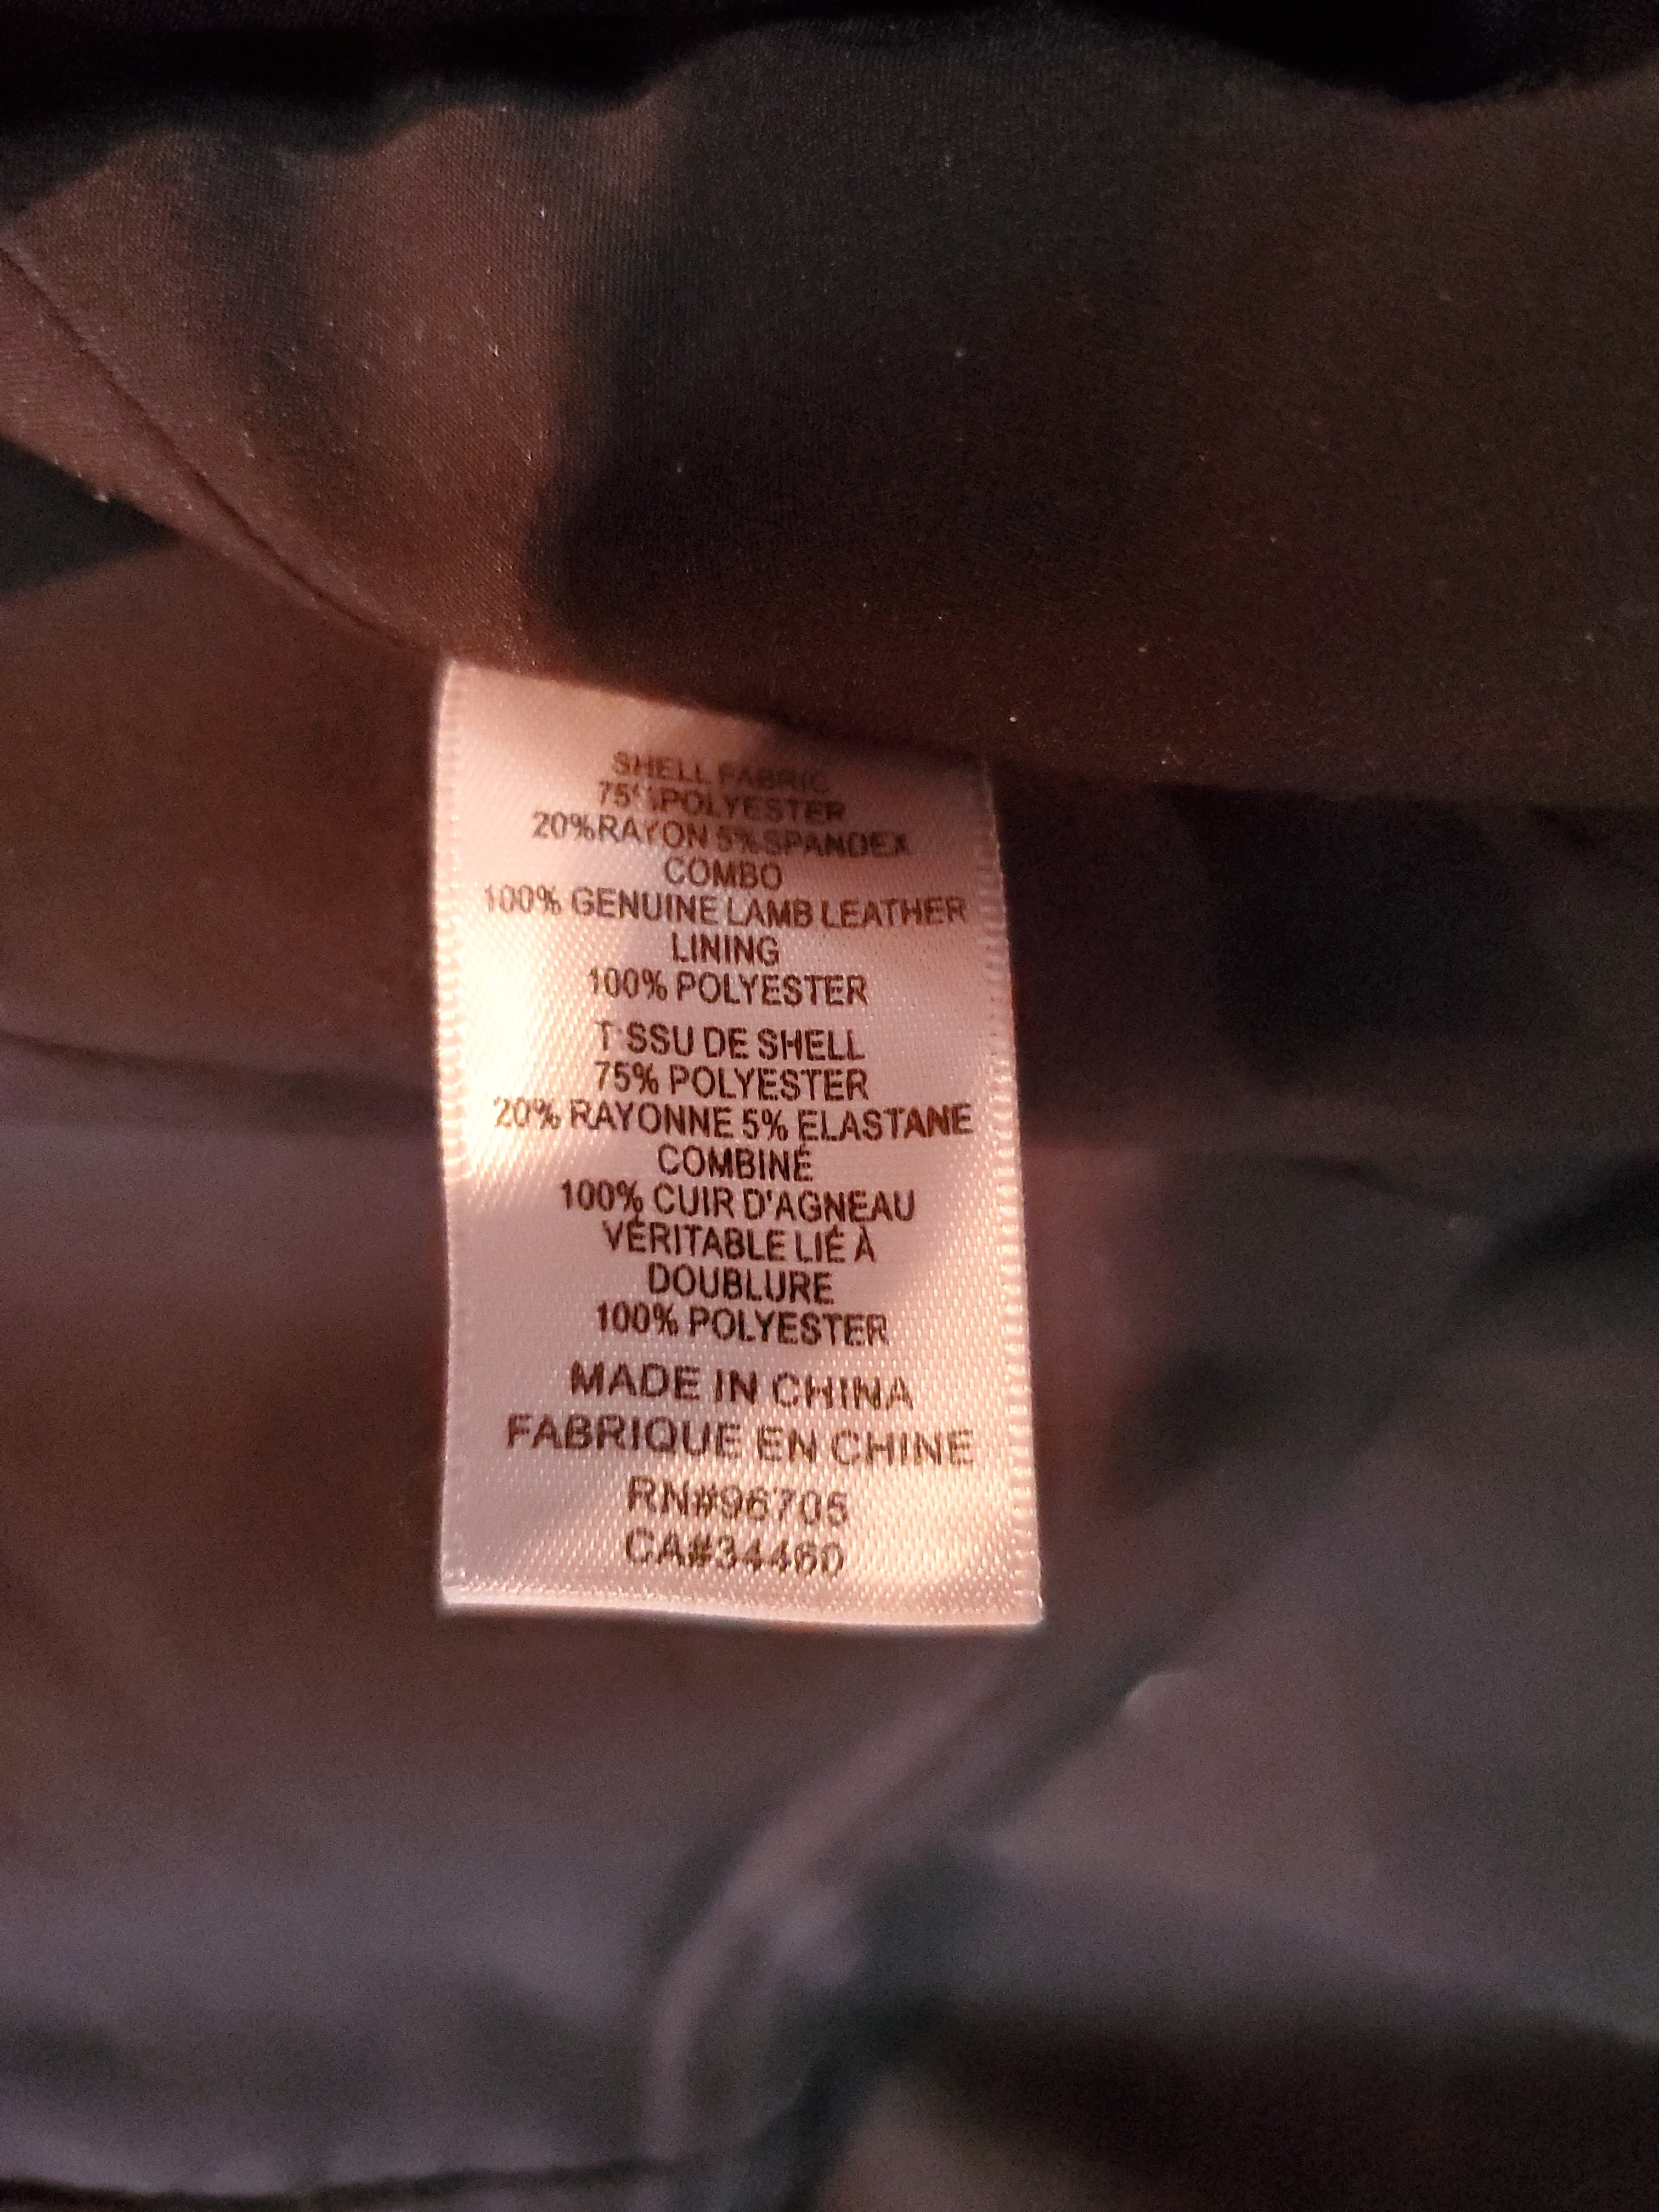 SHELL FABRIC
75%POLYESTER
20%RAYON 5%SPANDEX
COMBO
100% GENUINE LAMB LEATHER
LINING
100% POLYESTER
TISSU DE SHELL
75% POLYESTER
20% RAYONNE 5% ELASTANE
COMBINÉ
100% CUIR D'AGNEAU
VÉRITABLE LIÉ À
DOUBLURE
100% POLYESTER
MADE IN CHINA
FABRIQUE EN CHINE
RN#96705
CA#34460